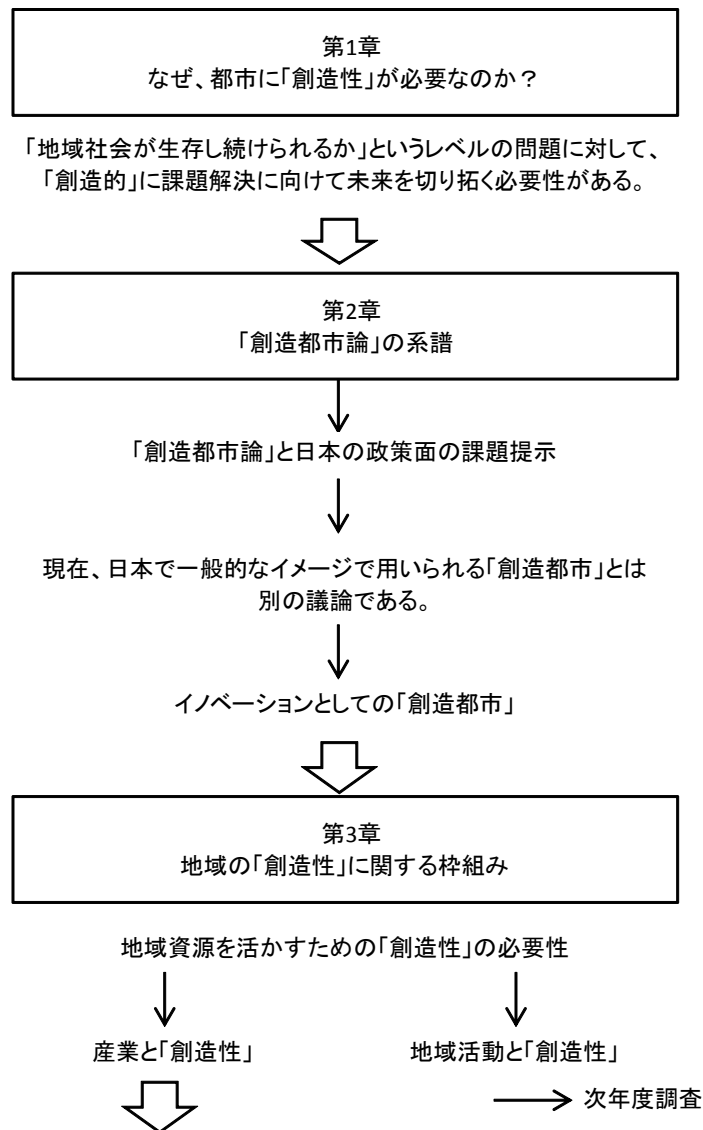 第1章
なぜ、都市に「創造性」が必要なのか？
「地域社会が生存し続けられるか」というレベルの問題に対して、
「創造的」に課題解決に向けて未来を切り拓く必要性がある。
第2章
「創造都市論」の系譜
「創造都市論」と日本の政策面の課題提示
現在、日本で一般的なイメージで用いられる「創造都市」とは
別の議論である。
イノベーションとしての「創造都市」
第3章
地域の「創造性」に関する枠組み
地域資源を活かすための「創造性」の必要性
産業と「創造性」
地域活動と「創造性」
次年度調査